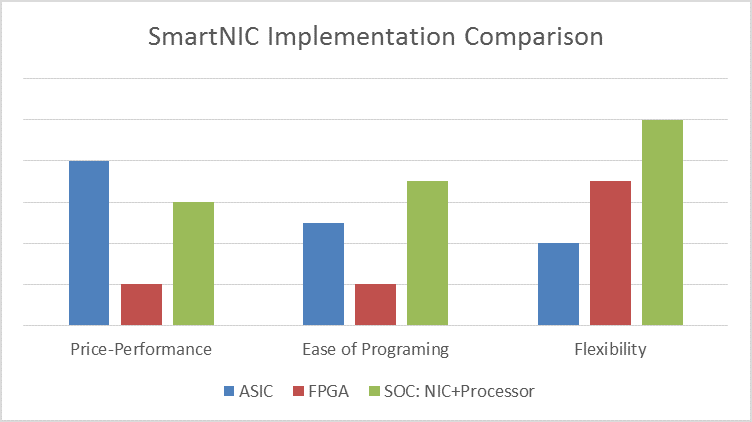 SmartNIC Implementation Comparison
Price-Performance
Ease of Programing
Flexibility
ASIC
FPGA
SOC: NIC+Processor